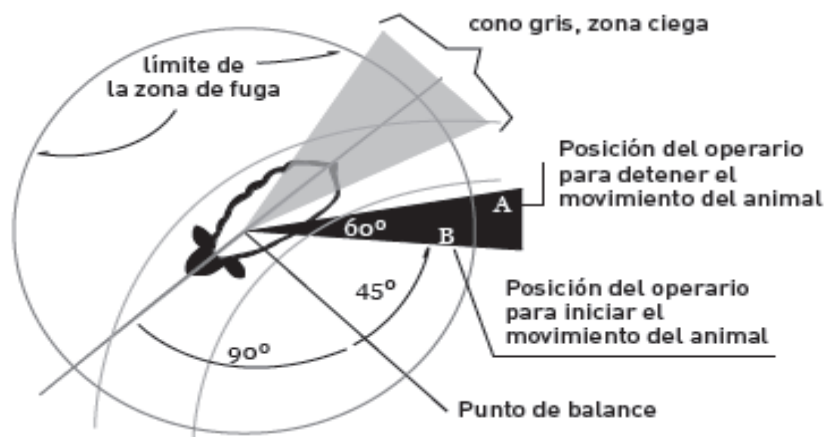 cono gris, zona ciega
límite de
la zona de fuga
Posición del operario
para detener el
movimiento del animal
A
60º
B
45º
Posición del operario
para iniciar el
movimiento del animal
90º
Punto de balance